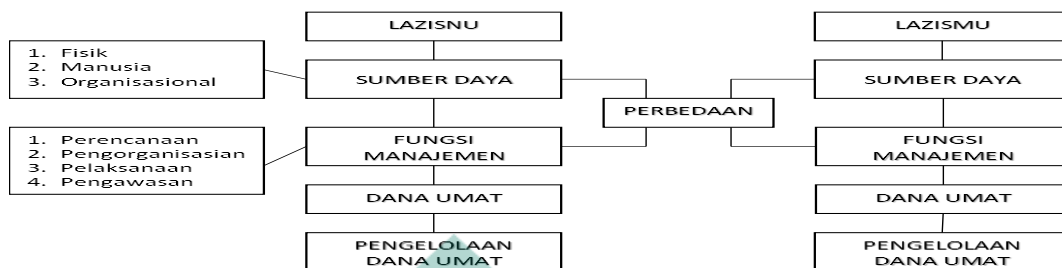 LAZISNU
LAZISMU
1. Fisik
2. Manusia
3. Organisasional
SUMBER DAYA
SUMBER DAYA
PERBEDAAN
1. Perencanaan
2. Pengorganisasian
3. Pelaksanaan
4. Pengawasan
FUNGSI
MANAJEMEN
FUNGSI
MANAJEMEN
DANA UMAT
DANA UMAT
PENGELOLAAN
DANA UMAT
PENGELOLAAN
DANA UMAT